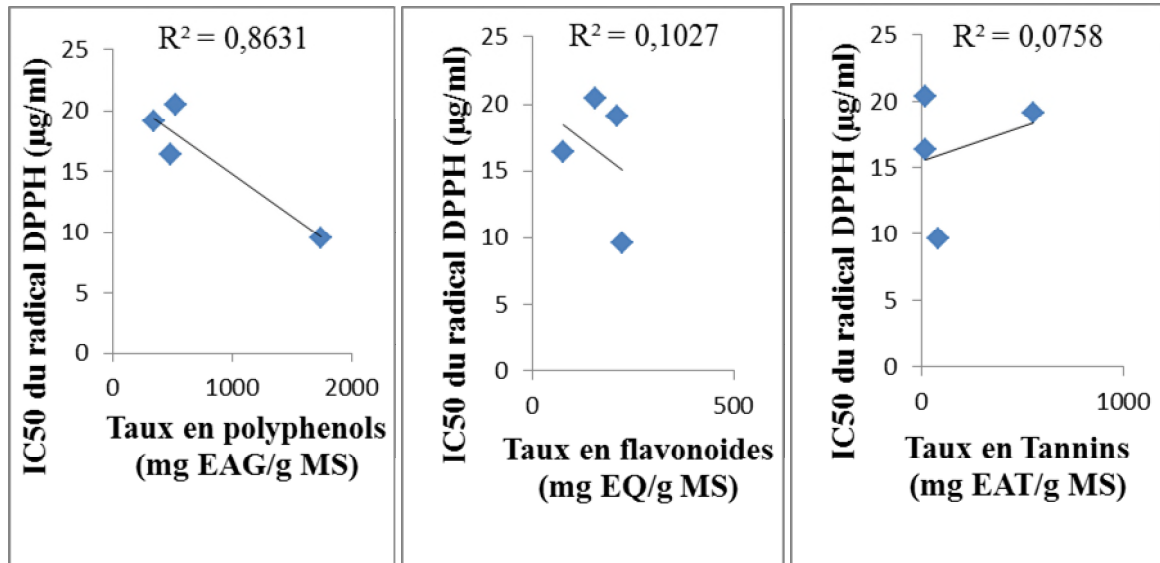 R² = 0,8631
IC50 du radical DPPH (µg/ml)
25
20
15
10
5
0
0 1000 2000
Taux en polyphenols
(mg EAG/g MS)
R² = 0,1027
IC50 du radical DPPH (µg/ml)
25
20
15
10
5
0
0 500
Taux en flavonoides
(mg EQ/g MS)
R² = 0,0758
IC50 du radical DPPH (µg/ml)
25
20
15
10
5
0
0 1000
Taux en Tannins
(mg EAT/g MS)